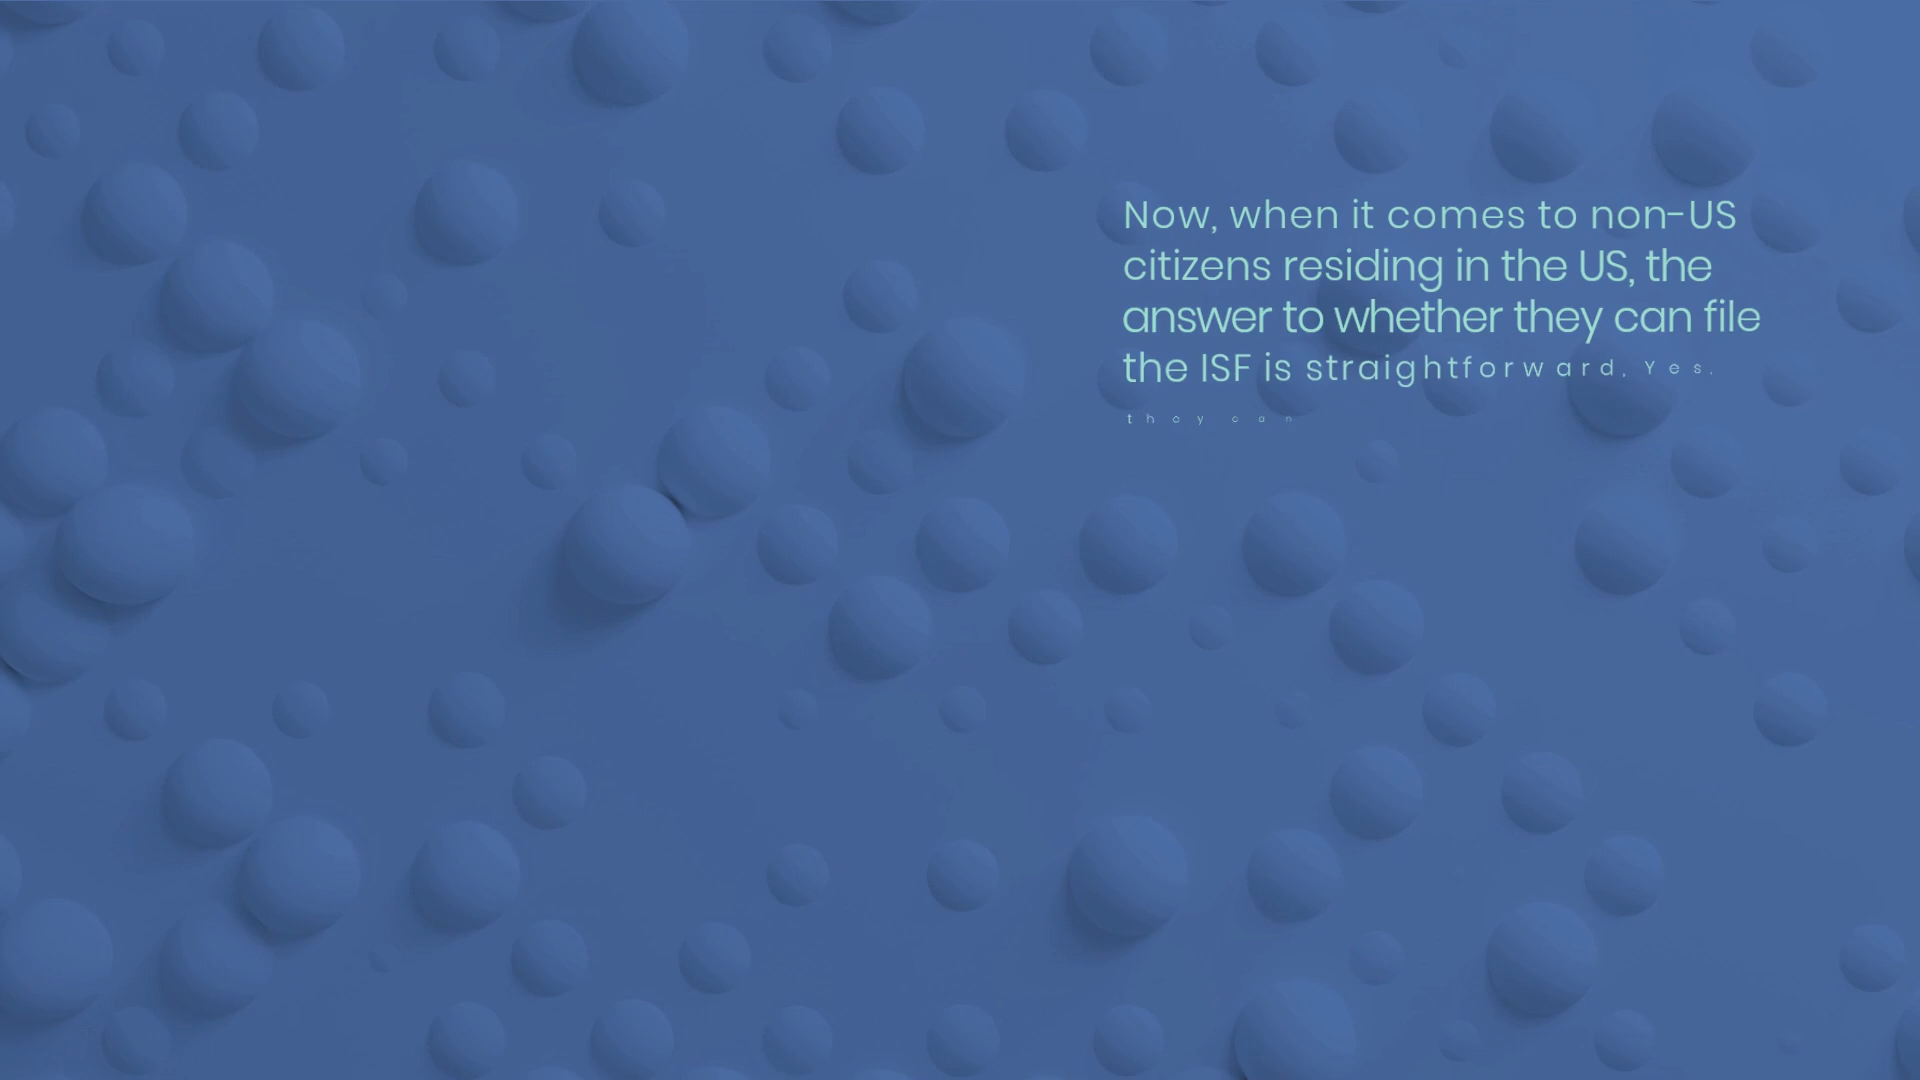 Now, when it comes to non-US
citizens residing in the US, the
answer to whether they can file
the ISF is straightforward. Yes.
they can